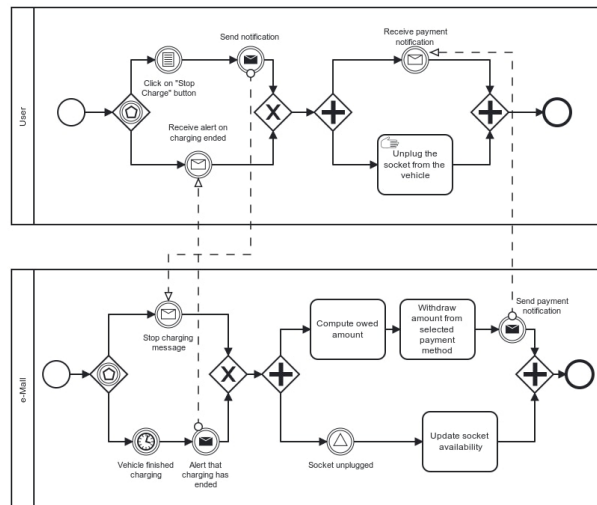 User
Click on "Stop
Charge" button
Send notification
Receive alert on
charging ended
Receive payment
notification
Unplug the
socket from the
vehicle
e-Mall
Stop charging
message
Vehicle finished
charging
Alert that
charging has
ended
Compute owed
amount
Withdraw
amount from
selected
payment
method
Send payment
notification
Socket unplugged
Update socket
availability